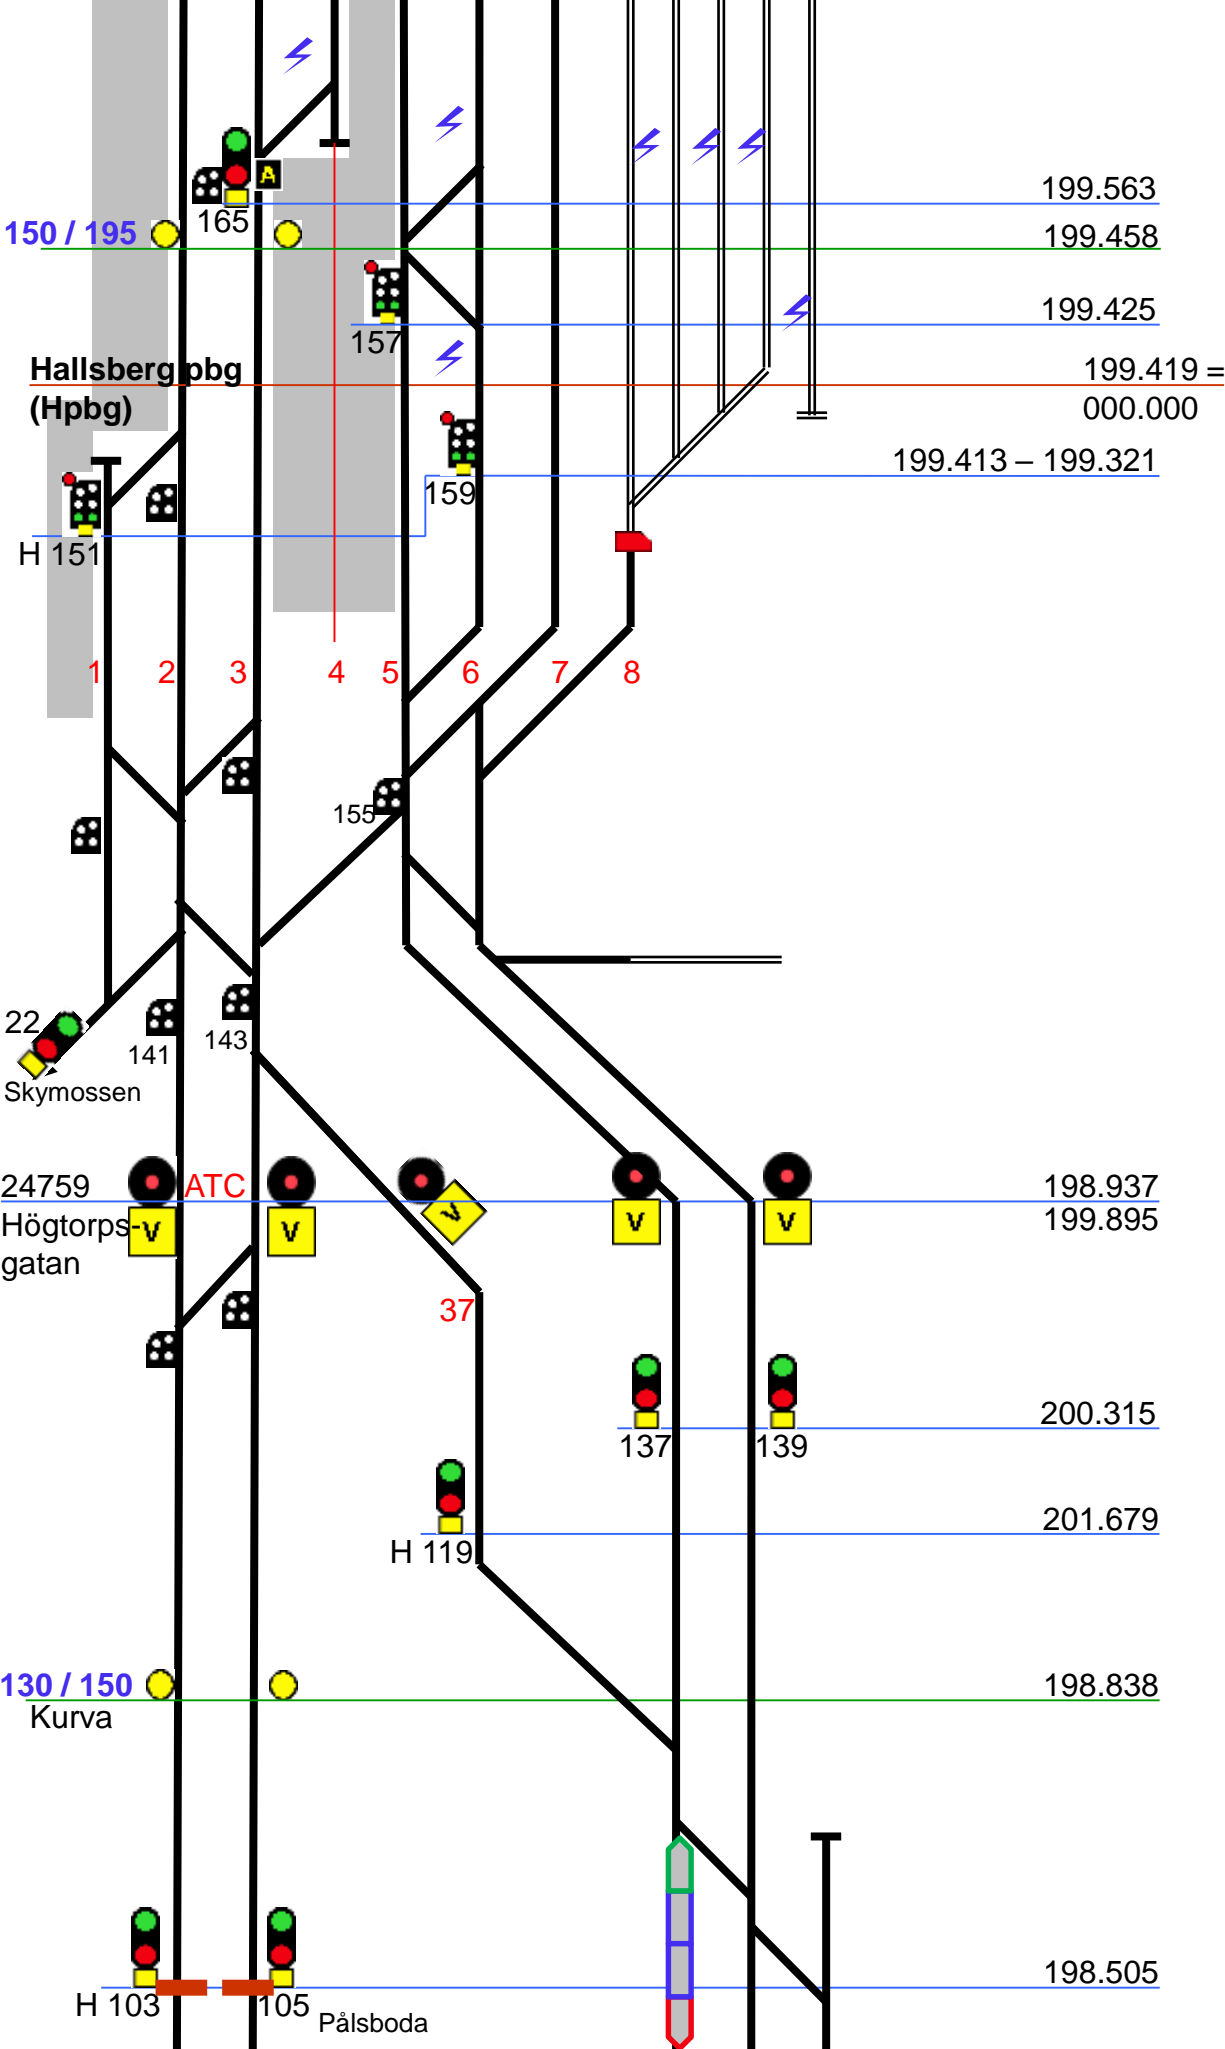 A
199.563
165
150 / 195
199.458
199.425
157
Hallsberg pbg
199.419 =
(Hpbg)
000.000
199.413 – 199.321
159
H 151
1
2
3
4
5
6
7
8
155
22
141
143
Skymossen
24759
ATC
198.937
Högtorps-
gatan
V
V
V
V
V
199.895
37
200.315
137
139
201.679
H 119
130 / 150
198.838
Kurva
198.505
H 103
105
Pålsboda